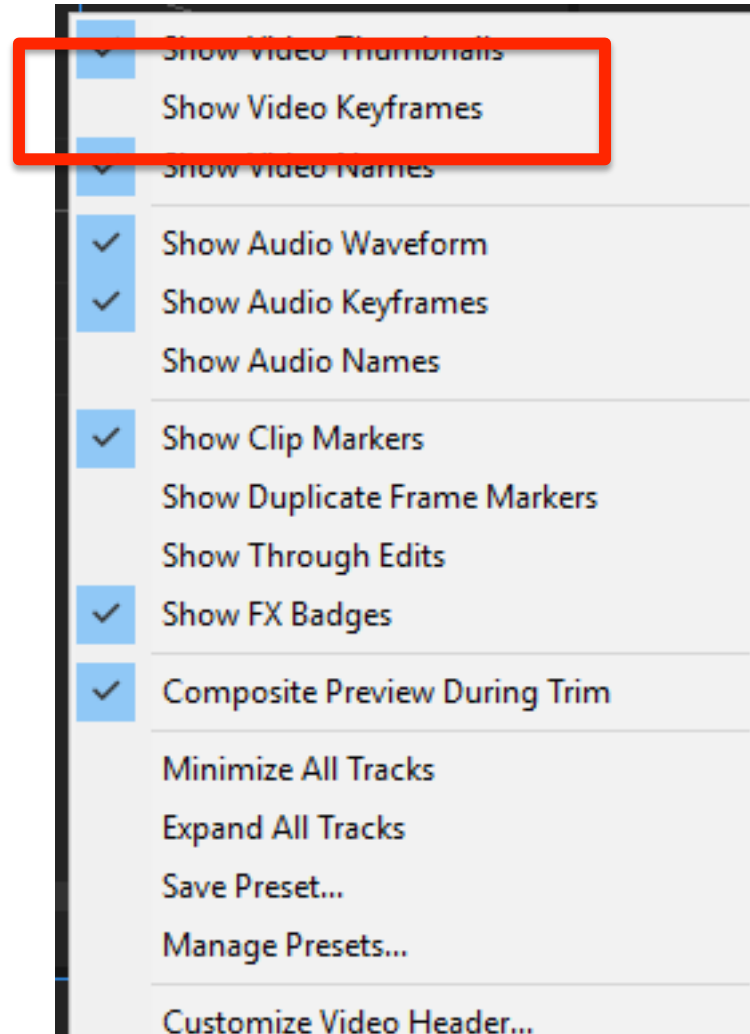 Show Video Thumbnails
Show Video Keyframes
Show Video Names
Show Audio Waveform
Show Audio Keyframes
Show Audio Names
Show Clip Markers
Show Duplicate Frame Markers
Show Through Edits
Show FX Badges
Composite Preview During Trim
Minimize All Tracks
Expand All Tracks
Save Preset...
Manage Presets...
Customize Video Header...